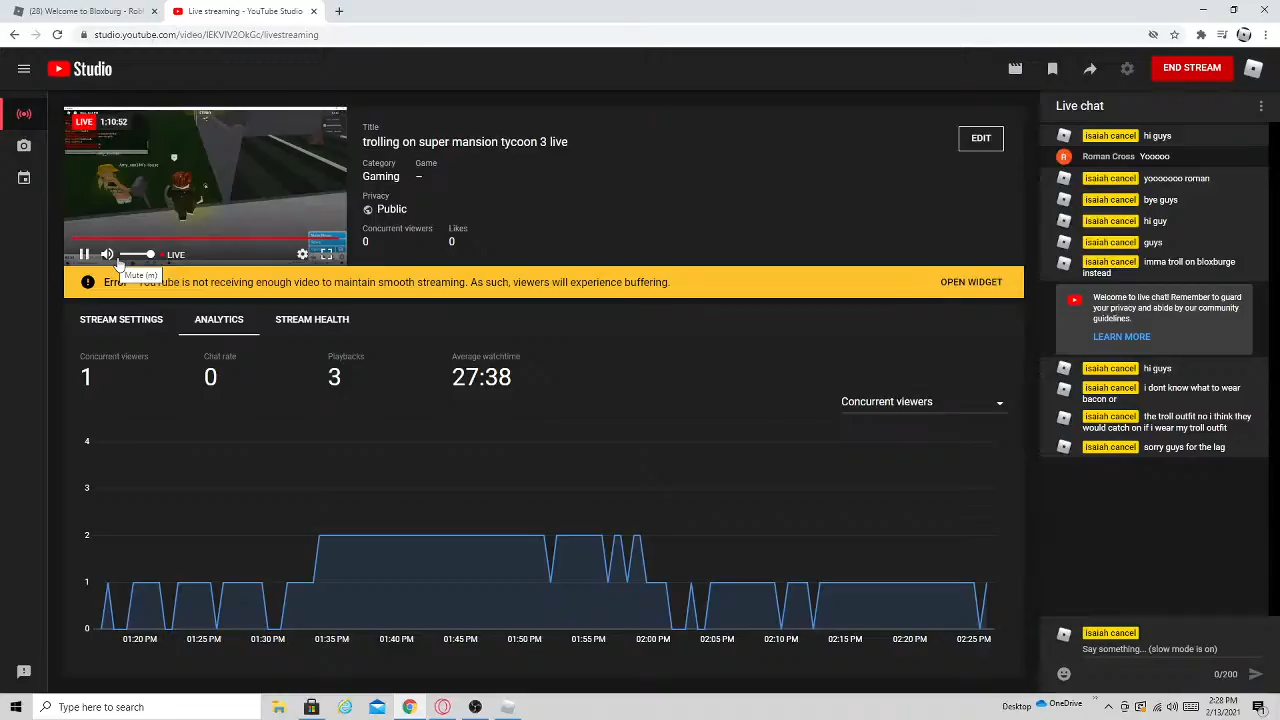 (28) Welcome to Bloxburg - Robl
Live streaming - YouTube Studio
studio.youtube.com/video/IEKVIV2OkGc/livestreaming
Studio
END STREAM
LIVE 1:10:52
LIVE
Mute (m)
Title
trolling on super mansion tycoon 3 live
Category Game
Gaming –
Privacy
Public
Concurrent viewers Likes
0 0
EDIT
Error YouTube is not receiving enough video to maintain smooth streaming. As such, viewers will experience buffering.
OPEN WIDGET
STREAM SETTINGS ANALYTICS STREAM HEALTH
Concurrent viewers Chat rate Playbacks Average watchtime
1 0 3 27:38
Concurrent viewers
4
3
2
1
0
01:20 PM 01:25 PM 01:30 PM 01:35 PM 01:40 PM 01:45 PM 01:50 PM 01:55 PM 02:00 PM 02:05 PM 02:10 PM 02:15 PM 02:20 PM 02:25 PM
Live chat
isaiah cancel hi guys
R Roman Cross Yooooo
isaiah cancel yooooooo roman
isaiah cancel bye guys
isaiah cancel hi guy
isaiah cancel guys
isaiah cancel imma troll on bloxburge
instead
Welcome to live chat! Remember to guard
your privacy and abide by our community
guidelines.
LEARN MORE
isaiah cancel hi guys
isaiah cancel i dont know what to wear
bacon or
isaiah cancel the troll outfit no i think they
would catch on if i wear my troll outfit
isaiah cancel sorry guys for the lag
isaiah cancel
Say something... (slow mode is on)
0/200
Type here to search
Desktop
OneDrive
2:28 PM
2/13/2021